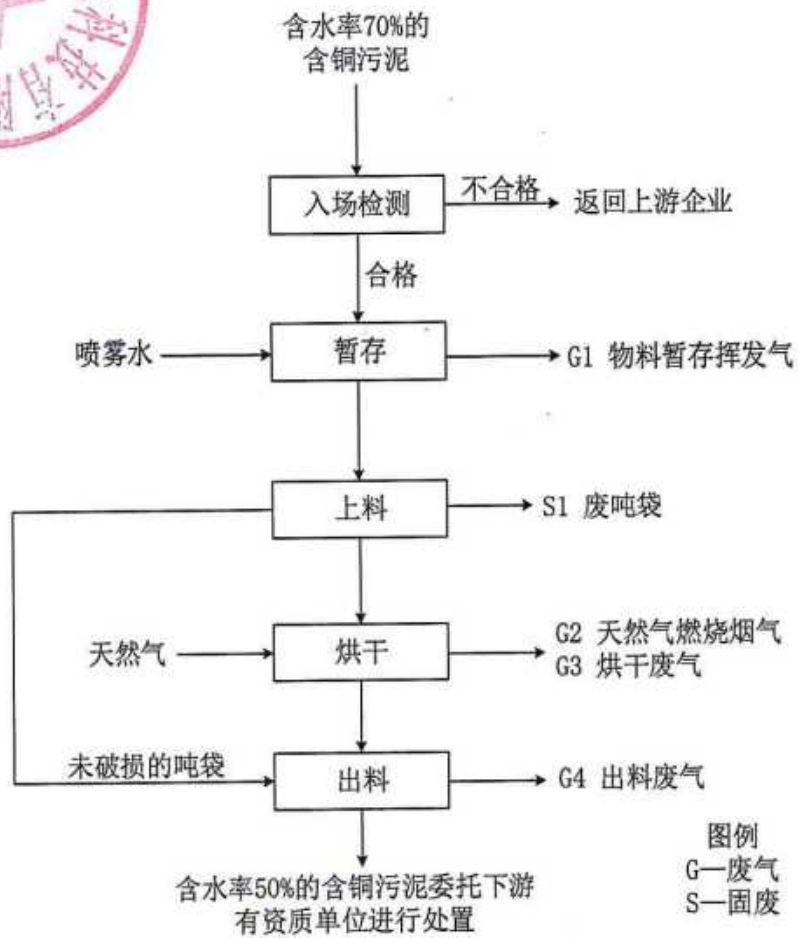 含水率70%的
含铜污泥
入场检测
不合格
返回上游企业
合格
喷雾水
暂存
G1 物料暂存挥发气
上料
S1 废吨袋
天然气
烘干
G2 天然气燃烧烟气
G3 烘干废气
未破损的吨袋
出料
G4 出料废气
含水率50%的含铜污泥委托下游
有资质单位进行处置
图例
G—废气
S—固废
科技有限